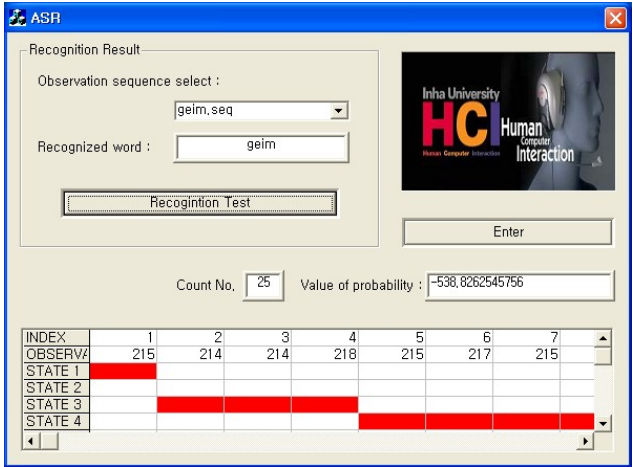 ASR
Recognition Result
Observation sequence select :
geim,seq
Recognized word :
geim
Recogintion Test
Inha University
HCI Human
Computer
Interaction
Human Computer Interaction
Enter
Count No, 25 Value of probability : -538,8262545756
INDEX 1 2 3 4 5 6 7
OBSERVA 215 214 214 218 215 217 215
STATE 1
STATE 2
STATE 3
STATE 4